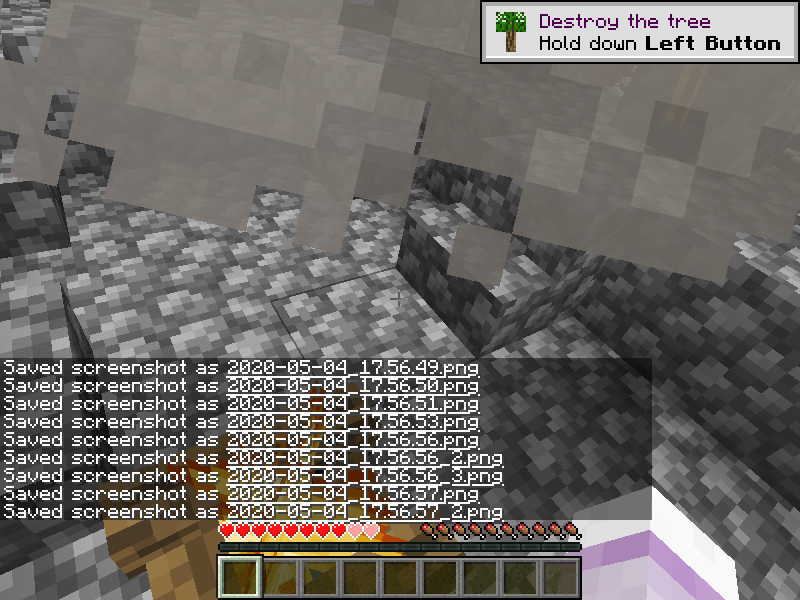 Destroy the tree
Hold down Left Button
Saved screenshot as 2020-05-04_17.56.49.png
Saved screenshot as 2020-05-04_17.56.50.png
Saved screenshot as 2020-05-04_17.56.51.png
Saved screenshot as 2020-05-04_17.56.53.png
Saved screenshot as 2020-05-04_17.56.56.png
Saved screenshot as 2020-05-04_17.56.56_2.png
Saved screenshot as 2020-05-04_17.56.56_3.png
Saved screenshot as 2020-05-04_17.56.57.png
Saved screenshot as 2020-05-04_17.56.57_2.png